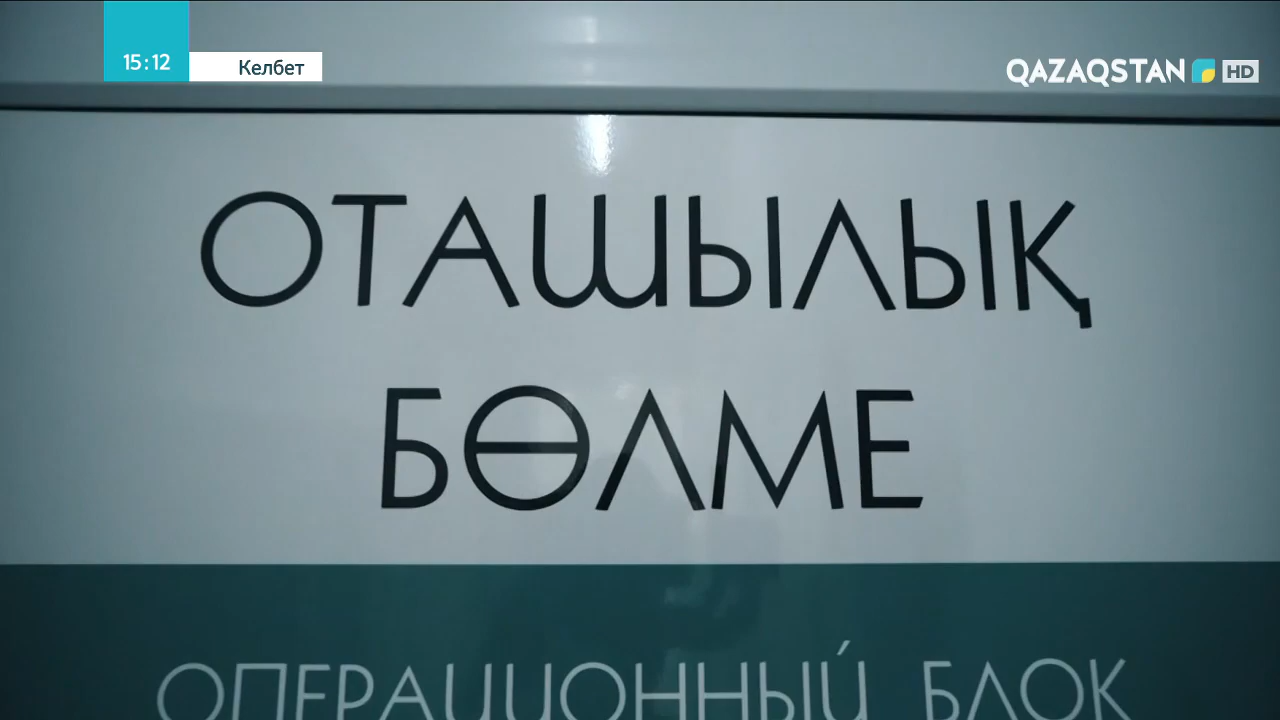 15:12
Келбет
QAZAQSTAN HD
ОТАШЫЛЫҚ
БӨЛМЕ
ОПЕРАЦИОННЫЙ БЛОК